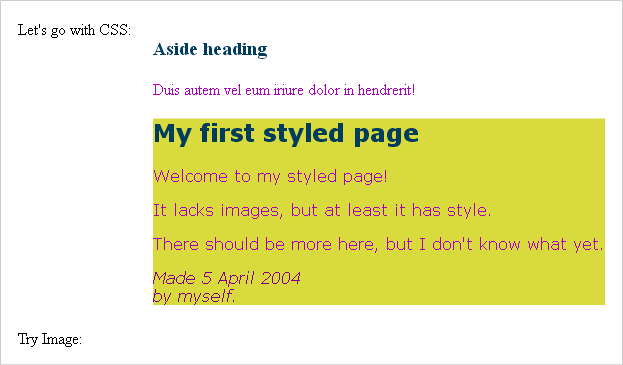 Let's go with CSS:
Aside heading
Duis autem vel eum iriure dolor in hendrerit!
My first styled page
Welcome to my styled page!
It lacks images, but at least it has style.
There should be more here, but I don't know what yet.
Made 5 April 2004
by myself.
Try Image: